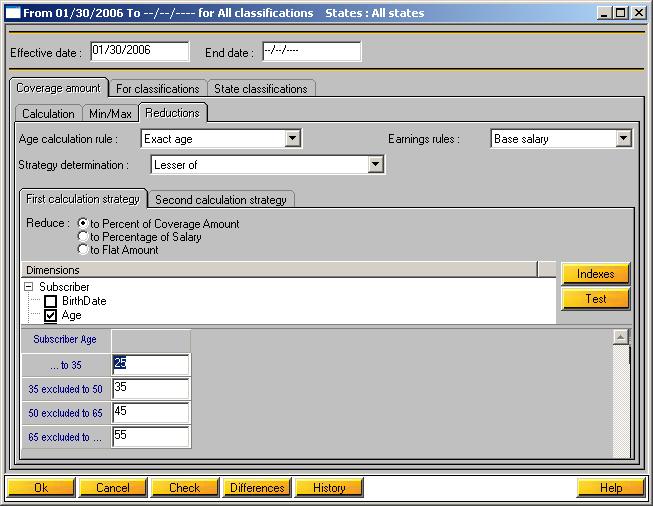 From 01/30/2006 To --/--/---- for All classifications    States : All states
Effective date : 01/30/2006 End date : --/--/----
Coverage amount For classifications State classifications
Calculation Min/Max Reductions
Age calculation rule : Exact age Earnings rules : Base salary
Strategy determination : Lesser of
First calculation strategy Second calculation strategy
Reduce : to Percent of Coverage Amount
to Percentage of Salary
to Flat Amount
Dimensions
Indexes
Subscriber
BirthDate
Test
Age
Subscriber Age
... to 35 25
35 excluded to 50 35
50 excluded to 65 45
65 excluded to ... 55
Ok Cancel Check Differences History Help